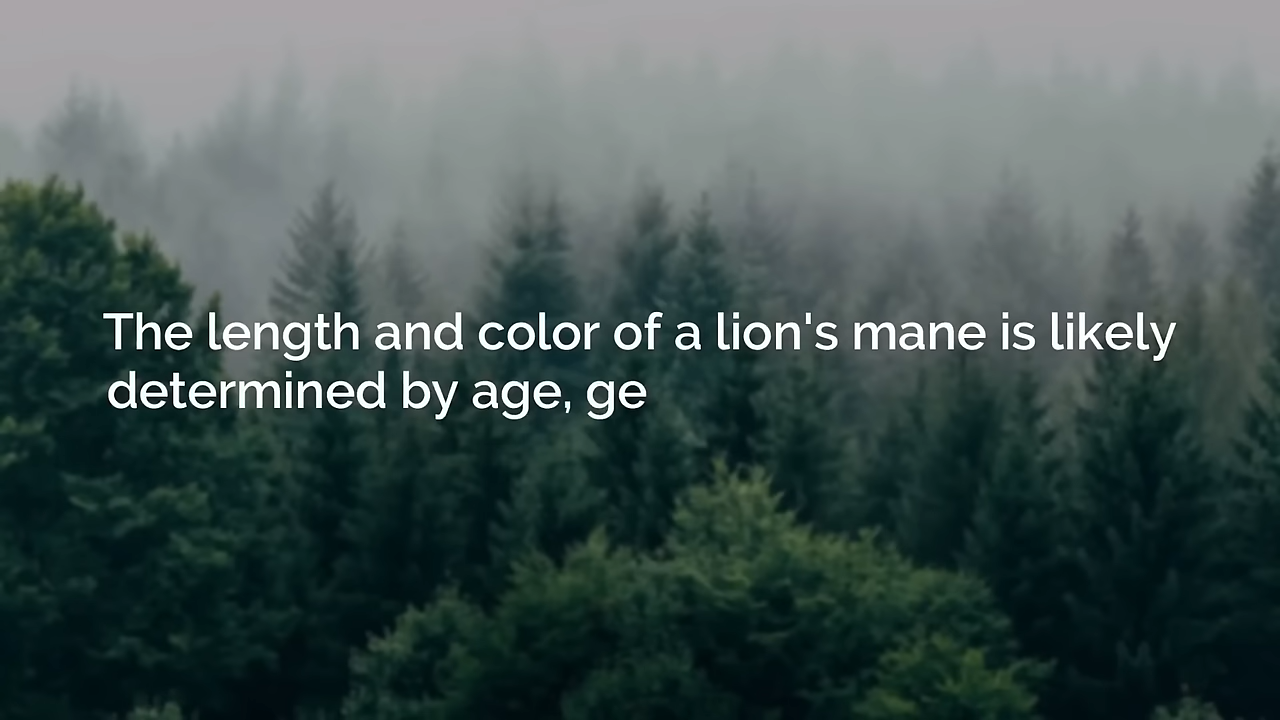 The length and color of a lion's mane is likely
determined by age, ge